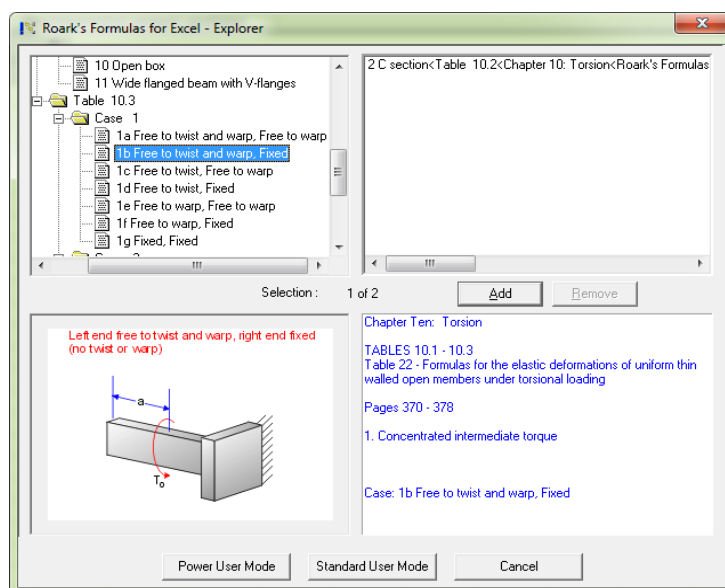 Roark's Formulas for Excel - Explorer
10 Open box
11 Wide flanged beam with V-flanges
Table 10.3
Case 1
1a Free to twist and warp, Free to warp
1b Free to twist and warp, Fixed
1c Free to twist, Free to warp
1d Free to twist, Fixed
1e Free to warp, Free to warp
1f Free to warp, Fixed
1g Fixed, Fixed
2 C section<Table 10.2<Chapter 10: Torsion<Roark's Formulas
Selection : 1 of 2
Add
Remove
Left end free to twist and warp, right end fixed
(no twist or warp)
a
To
Chapter Ten: Torsion
TABLES 10.1 - 10.3
Table 22 - Formulas for the elastic deformations of uniform thin
walled open members under torsional loading
Pages 370 - 378
1. Concentrated intermediate torque
Case: 1b Free to twist and warp, Fixed
Power User Mode
Standard User Mode
Cancel